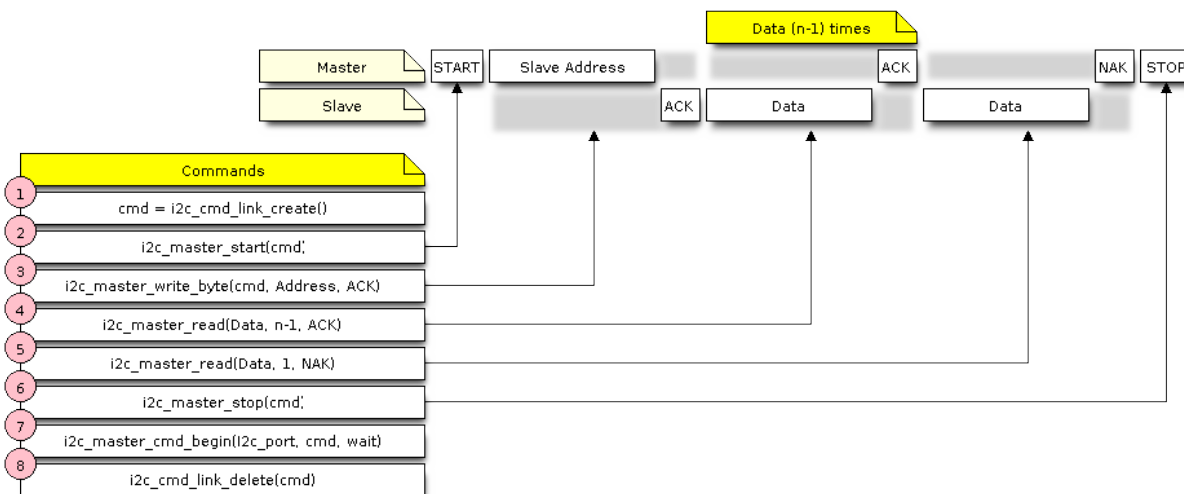 Data (n-1) times
Master START Slave Address ACK NAK STOP
Slave ACK Data Data
Commands
1
cmd = i2c_cmd_link_create()
2
i2c_master_start(cmd)
3
i2c_master_write_byte(cmd, Address, ACK)
4
i2c_master_read(Data, n-1, ACK)
5
i2c_master_read(Data, 1, NAK)
6
i2c_master_stop(cmd)
7
i2c_master_cmd_begin(I2c_port, cmd, wait)
8
i2c_cmd_link_delete(cmd)